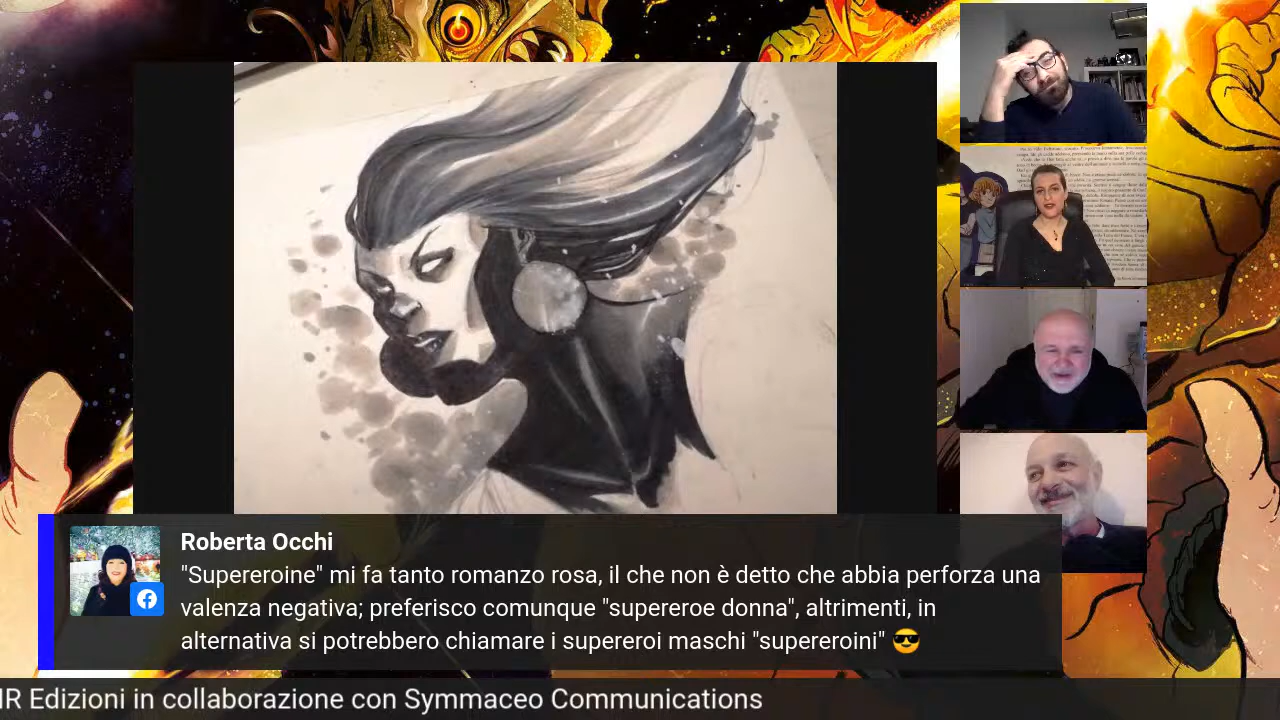 Roberta Occhi
"Supereroine" mi fa tanto romanzo rosa, il che non è detto che abbia perforza una
valenza negativa; preferisco comunque "supereroe donna", altrimenti, in
alternativa si potrebbero chiamare i supereroi maschi "supereroini" 😎
IR Edizioni in collaborazione con Symmaceo Communications